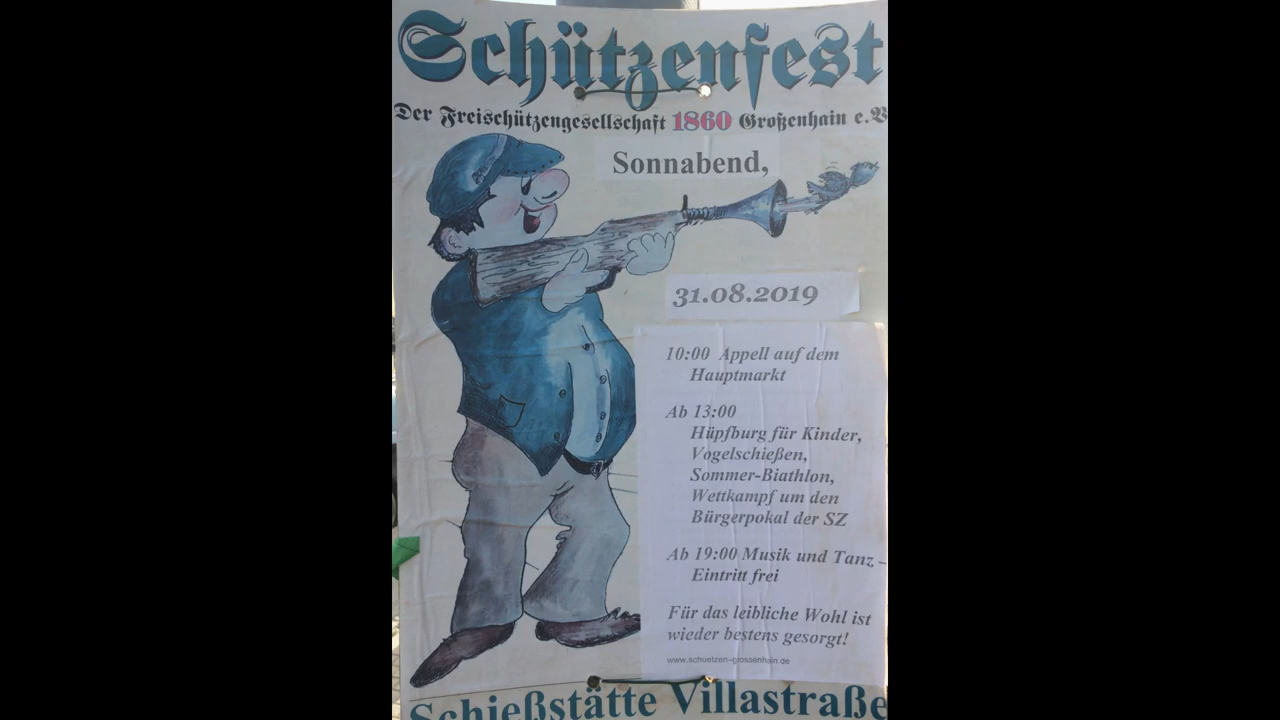 Schützenfest
Der Freischützengesellschaft 1860 Großenhain e.V
Sonnabend,
31.08.2019
10:00 Appell auf dem
Hauptmarkt
Ab 13:00
Hüpfburg für Kinder,
Vogelschießen,
Sommer-Biathlon,
Wettkampf um den
Bürgerpokal der SZ
Ab 19:00 Musik und Tanz –
Eintritt frei
Für das leibliche Wohl ist
wieder bestens gesorgt!
www.schuetzen-grossenhain.de
Schießstätte Villastraße